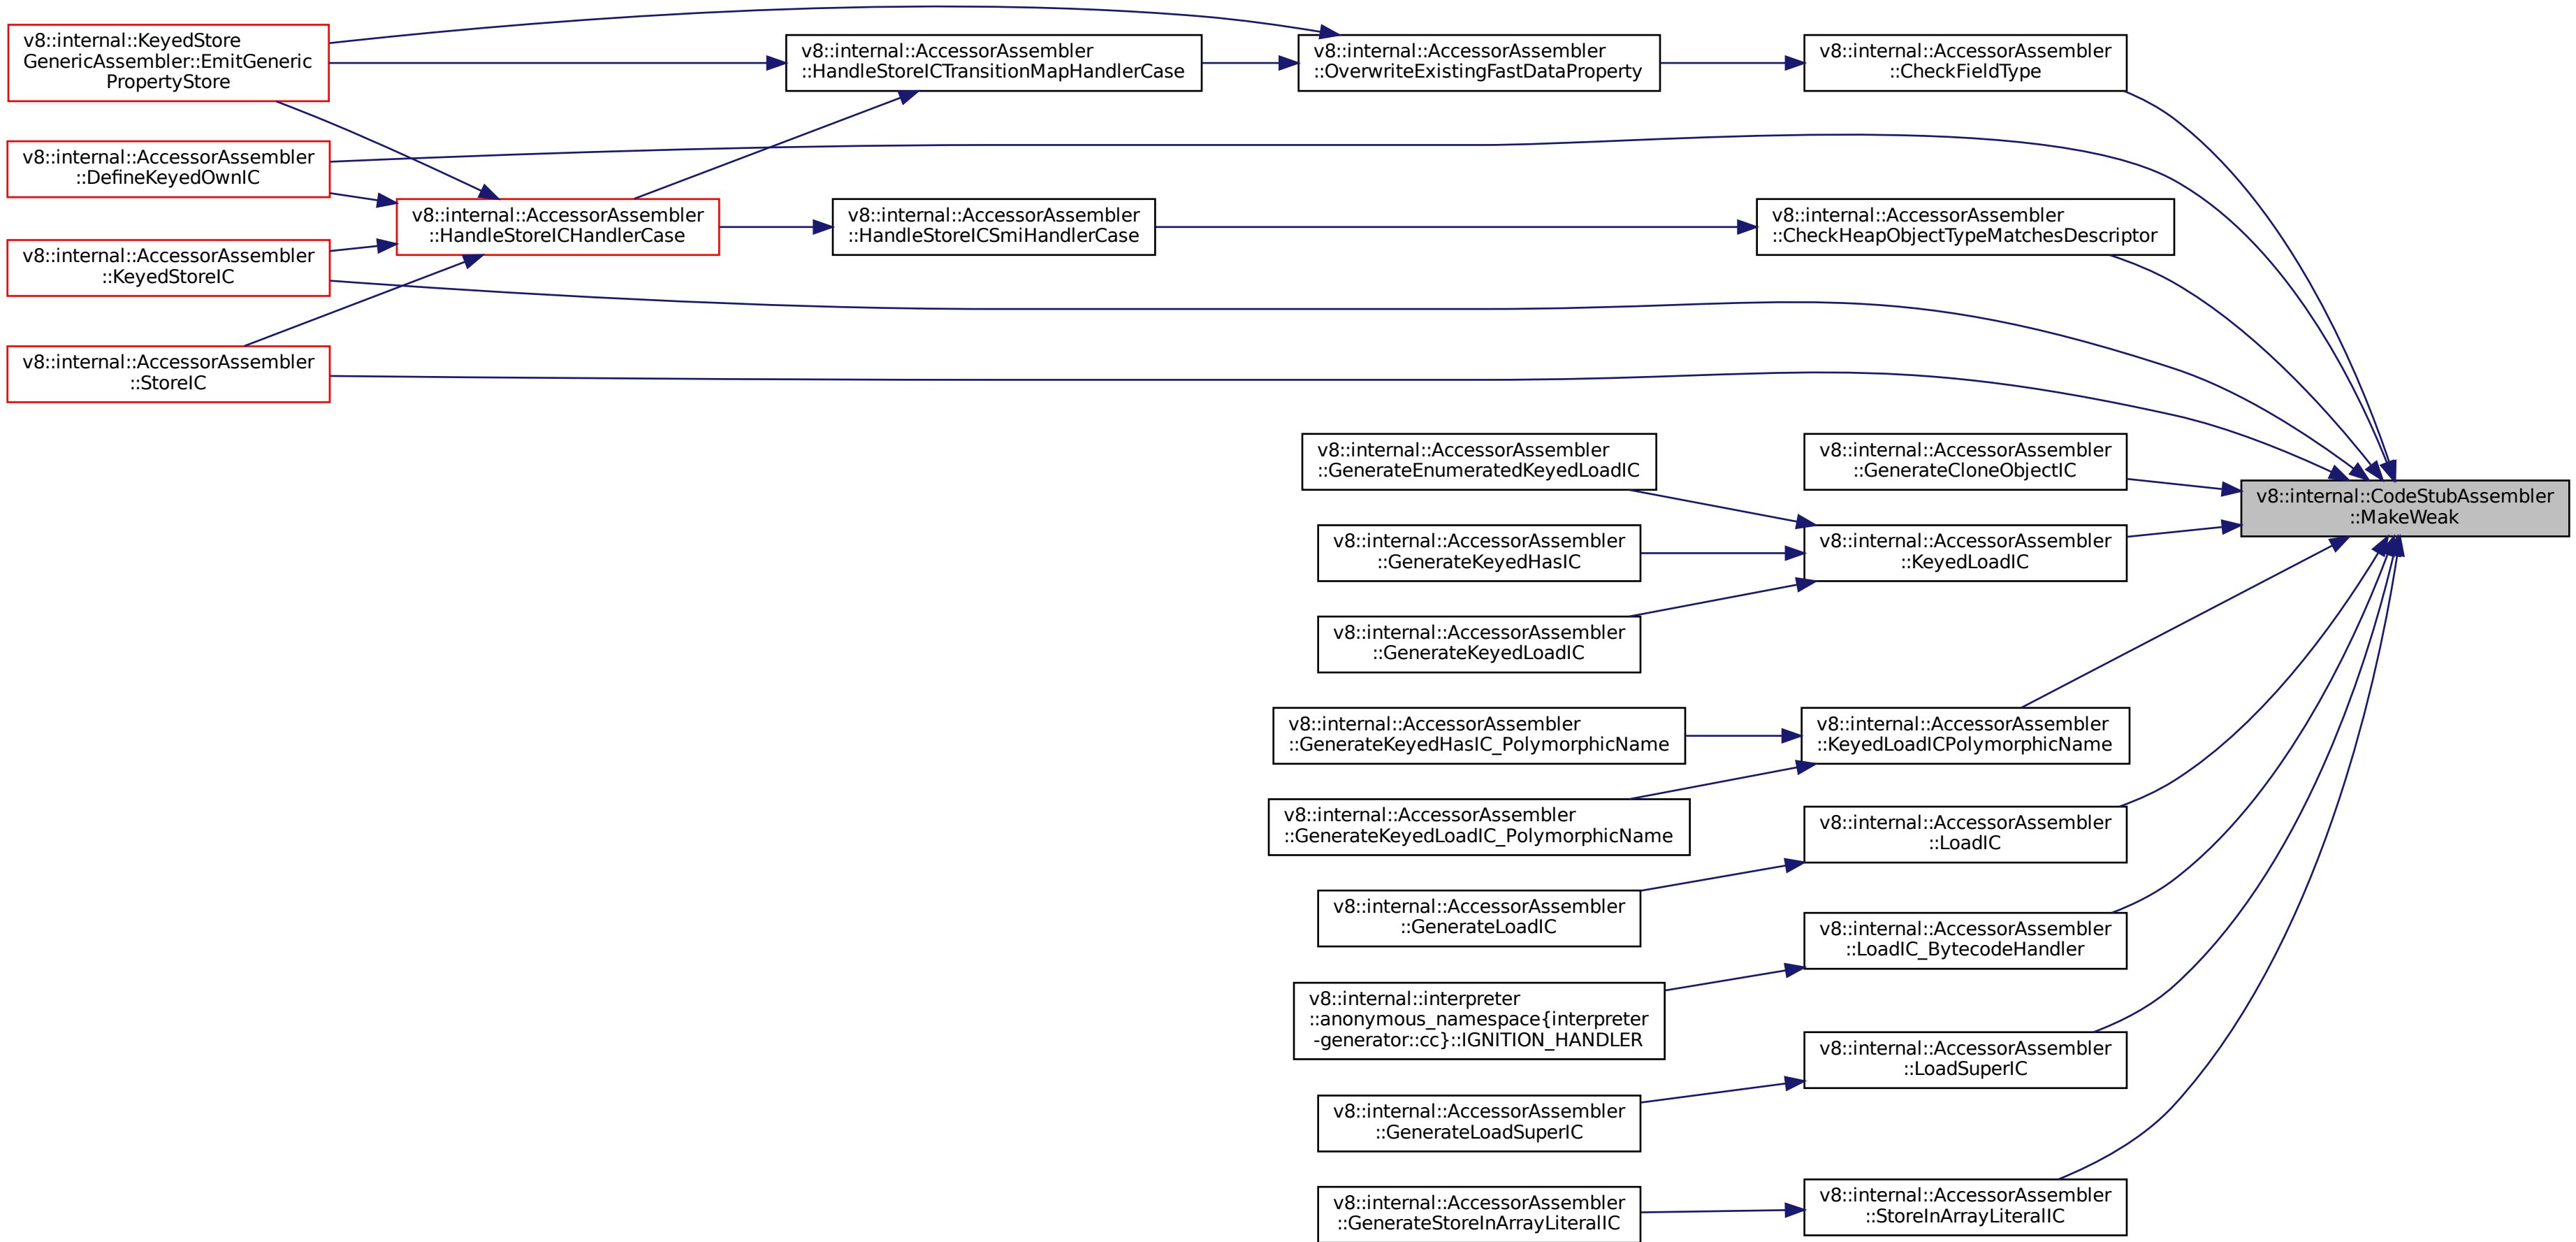 v8::internal::KeyedStore
GenericAssembler::EmitGeneric
PropertyStore
v8::internal::AccessorAssembler
::HandleStoreICTransitionMapHandlerCase
v8::internal::AccessorAssembler
::OverwriteExistingFastDataProperty
v8::internal::AccessorAssembler
::CheckFieldType
v8::internal::AccessorAssembler
::DefineKeyedOwnIC
v8::internal::AccessorAssembler
::HandleStoreICHandlerCase
v8::internal::AccessorAssembler
::HandleStoreICSmiHandlerCase
v8::internal::AccessorAssembler
::CheckHeapObjectTypeMatchesDescriptor
v8::internal::AccessorAssembler
::KeyedStoreIC
v8::internal::AccessorAssembler
::StoreIC
v8::internal::AccessorAssembler
::GenerateEnumeratedKeyedLoadIC
v8::internal::AccessorAssembler
::GenerateCloneObjectIC
v8::internal::CodeStubAssembler
::MakeWeak
v8::internal::AccessorAssembler
::GenerateKeyedHasIC
v8::internal::AccessorAssembler
::KeyedLoadIC
v8::internal::AccessorAssembler
::GenerateKeyedLoadIC
v8::internal::AccessorAssembler
::GenerateKeyedHasIC_PolymorphicName
v8::internal::AccessorAssembler
::KeyedLoadICPolymorphicName
v8::internal::AccessorAssembler
::GenerateKeyedLoadIC_PolymorphicName
v8::internal::AccessorAssembler
::LoadIC
v8::internal::AccessorAssembler
::GenerateLoadIC
v8::internal::AccessorAssembler
::LoadIC_BytecodeHandler
v8::internal::interpreter
::anonymous_namespace{interpreter
-generator::cc}::IGNITION_HANDLER
v8::internal::AccessorAssembler
::LoadSuperIC
v8::internal::AccessorAssembler
::GenerateLoadSuperIC
v8::internal::AccessorAssembler
::StoreInArrayLiteralIC
v8::internal::AccessorAssembler
::GenerateStoreInArrayLiteralIC